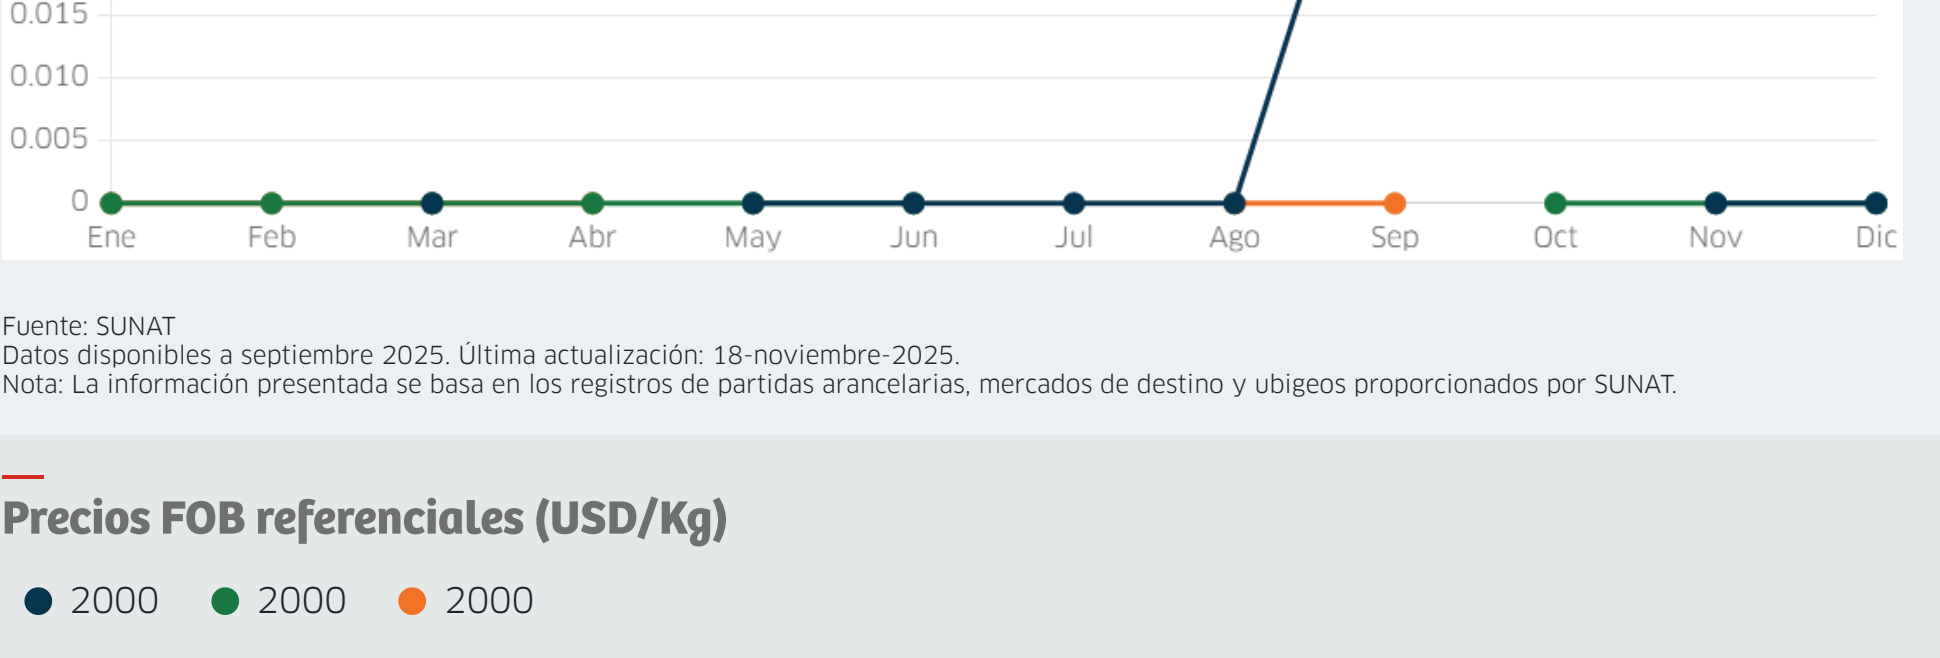 0.015
0.010
0.005
0
Ene Feb Mar Abr May Jun Jul Ago Sep Oct Nov Dic
Fuente: SUNAT
Datos disponibles a septiembre 2025. Última actualización: 18-noviembre-2025.
Nota: La información presentada se basa en los registros de partidas arancelarias, mercados de destino y ubigeos proporcionados por SUNAT.
Precios FOB referenciales (USD/Kg)
2000 2000 2000